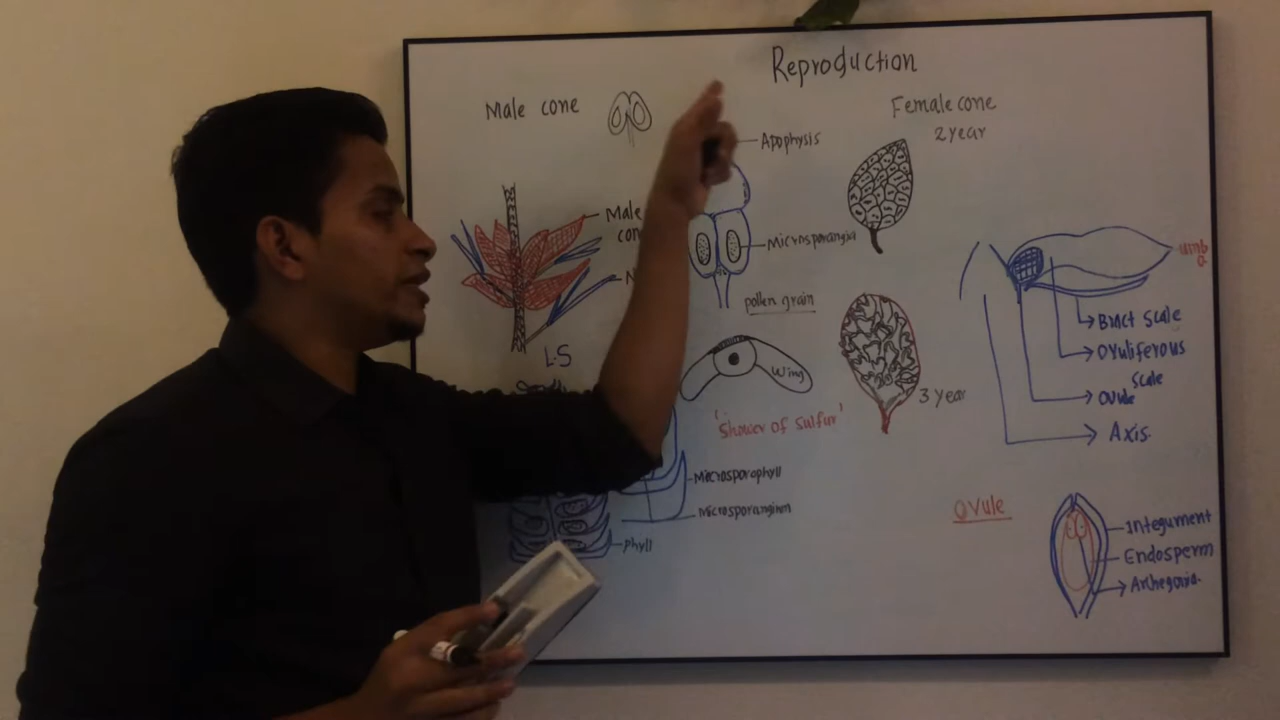 Reproduction
Male cone
Female cone
2 year
Apophysis
Male
Microsporangia
pollen grain
L.S
Wing
'Shower of sulfur'
3 year
Microsporophyll
Microsporangium
phyll
wing
Bract scale
Ovuliferous
scale
Ovule
Axis.
Ovule
Integument
Endosperm
Archegonia.